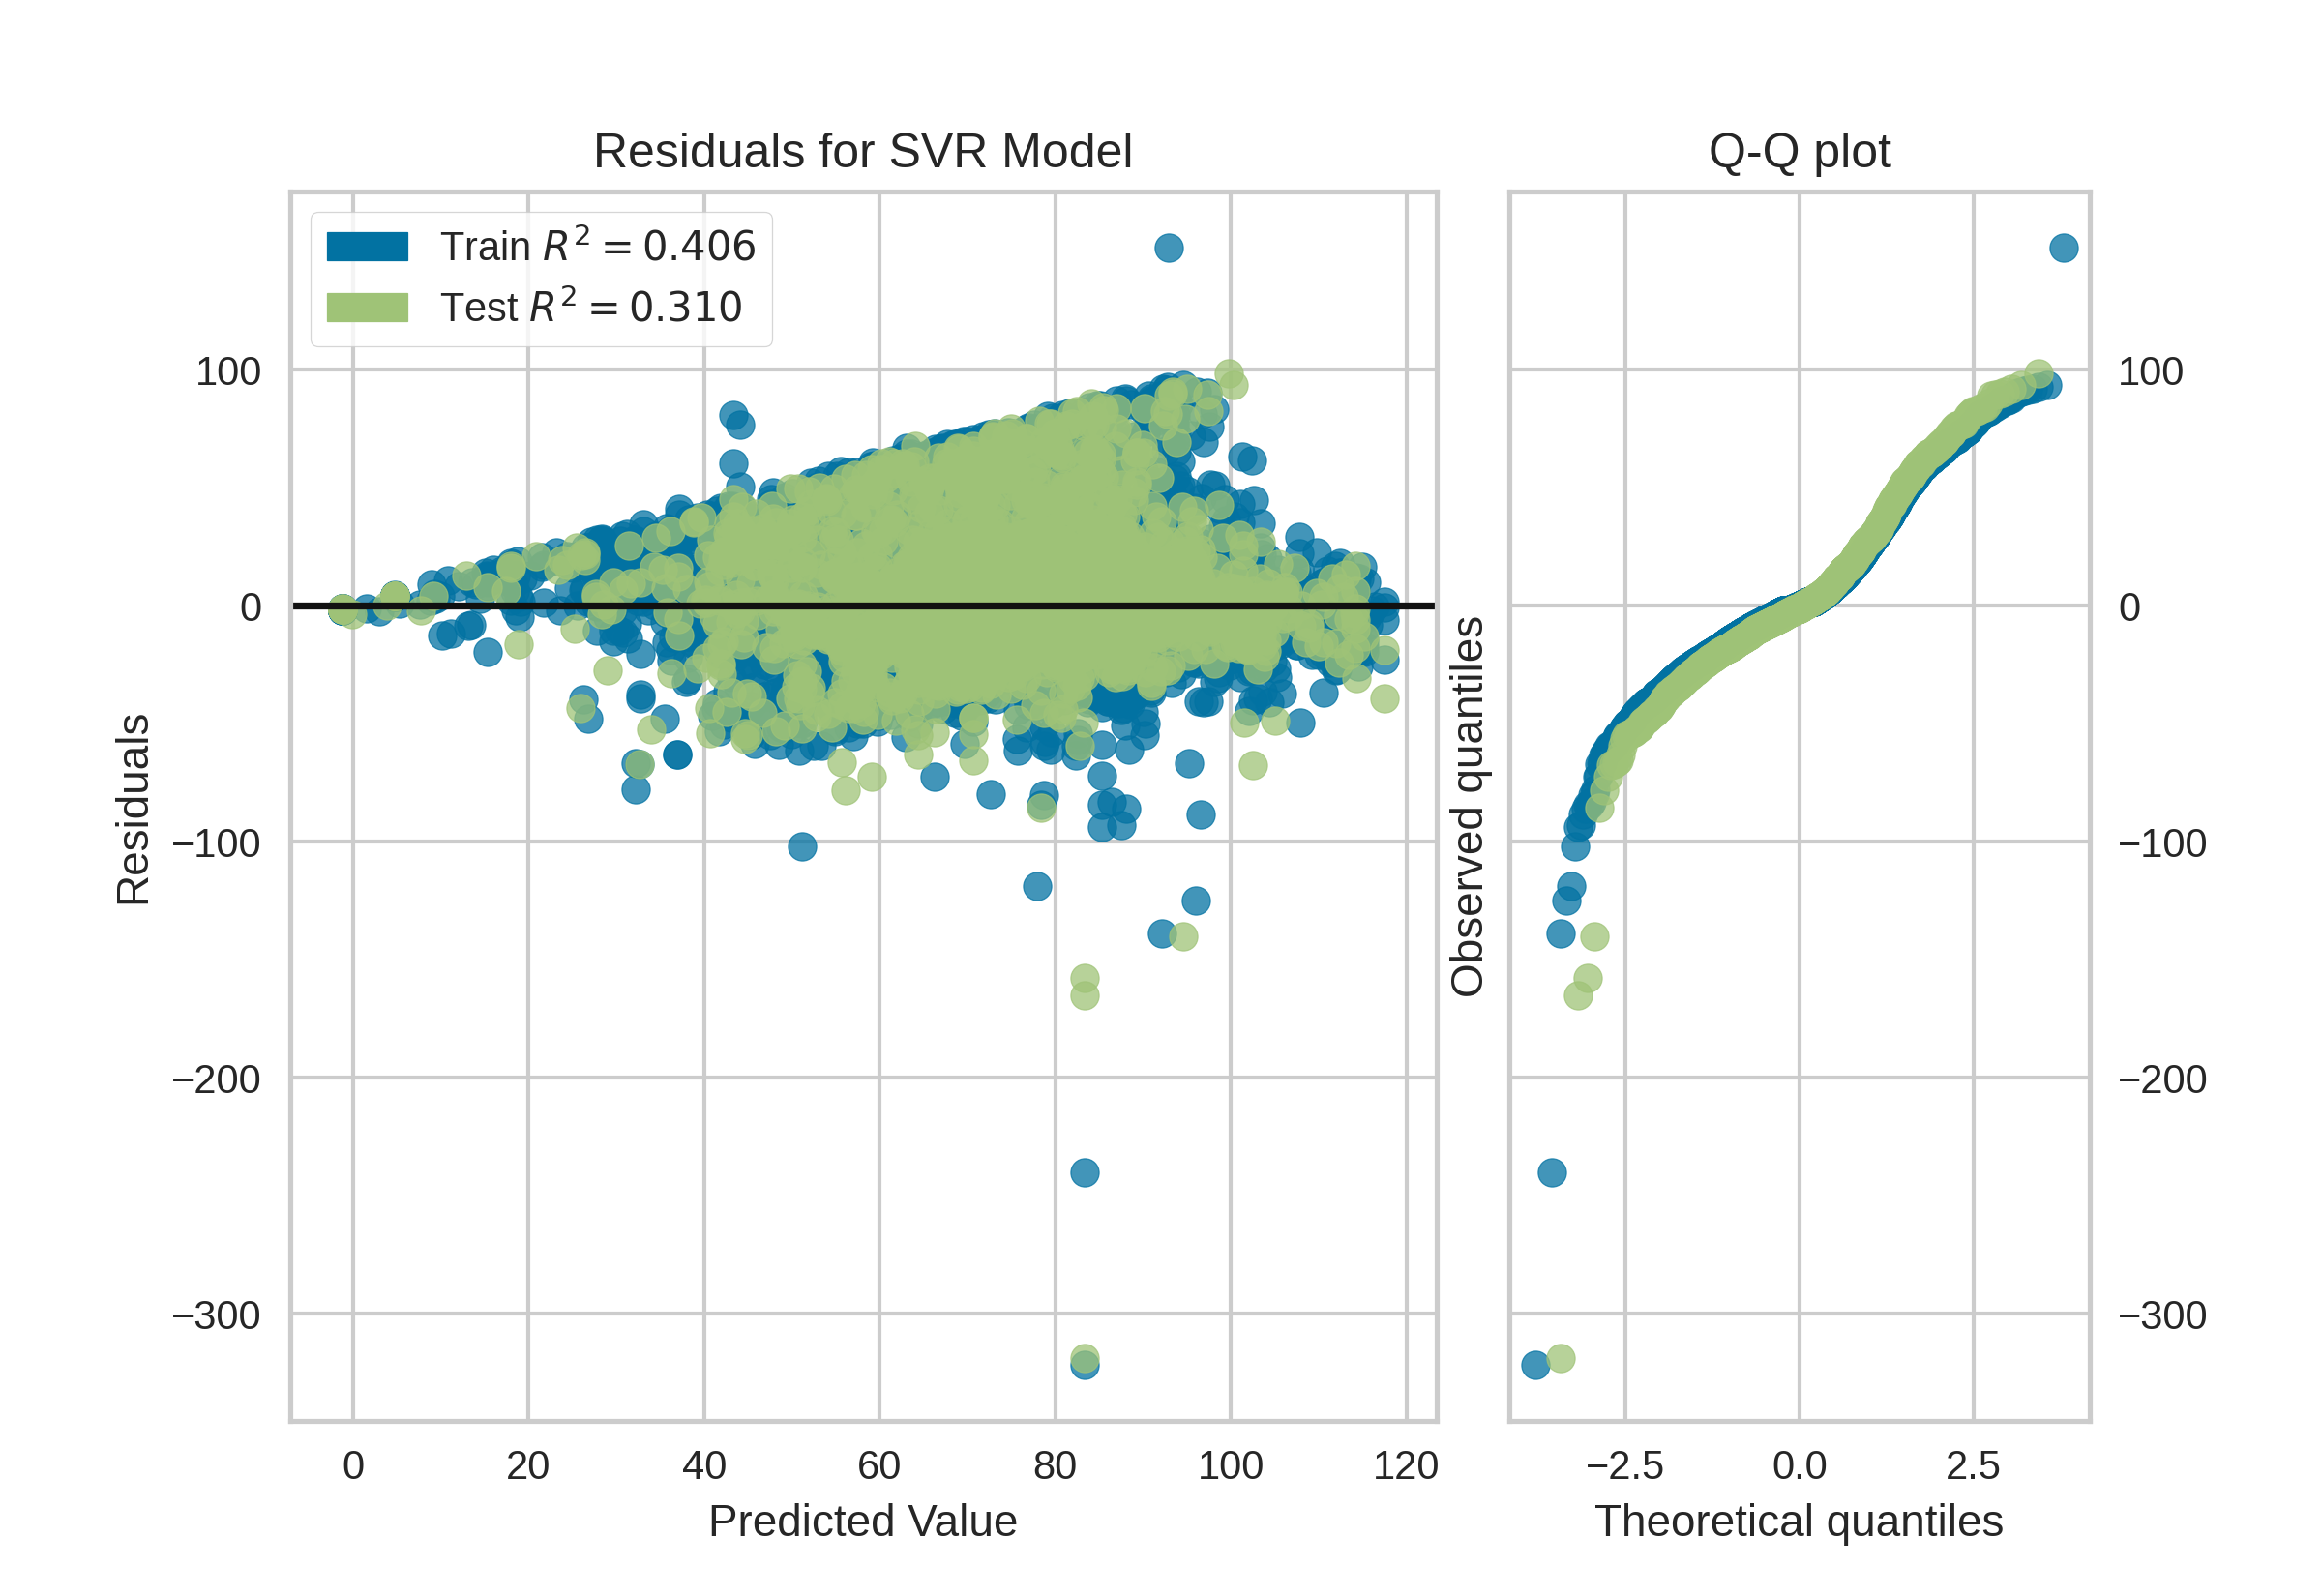 Residuals for SVR Model
Train R² = 0.406
Test R² = 0.310
100
0
−100
−200
−300
Residuals
0
20
40
60
80
100
120
Predicted Value
Q-Q plot
Observed quantiles
100
0
−100
−200
−300
−2.5
0.0
2.5
Theoretical quantiles